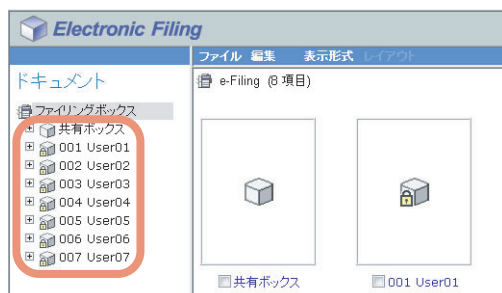 Electronic Filing
ファイル 編集 表示形式 レイアウト
ドキュメント
e-Filing (8 項目)
ファイリングボックス
共有ボックス
001 User01
002 User02
003 User03
004 User04
005 User05
006 User06
007 User07
共有ボックス
001 User01